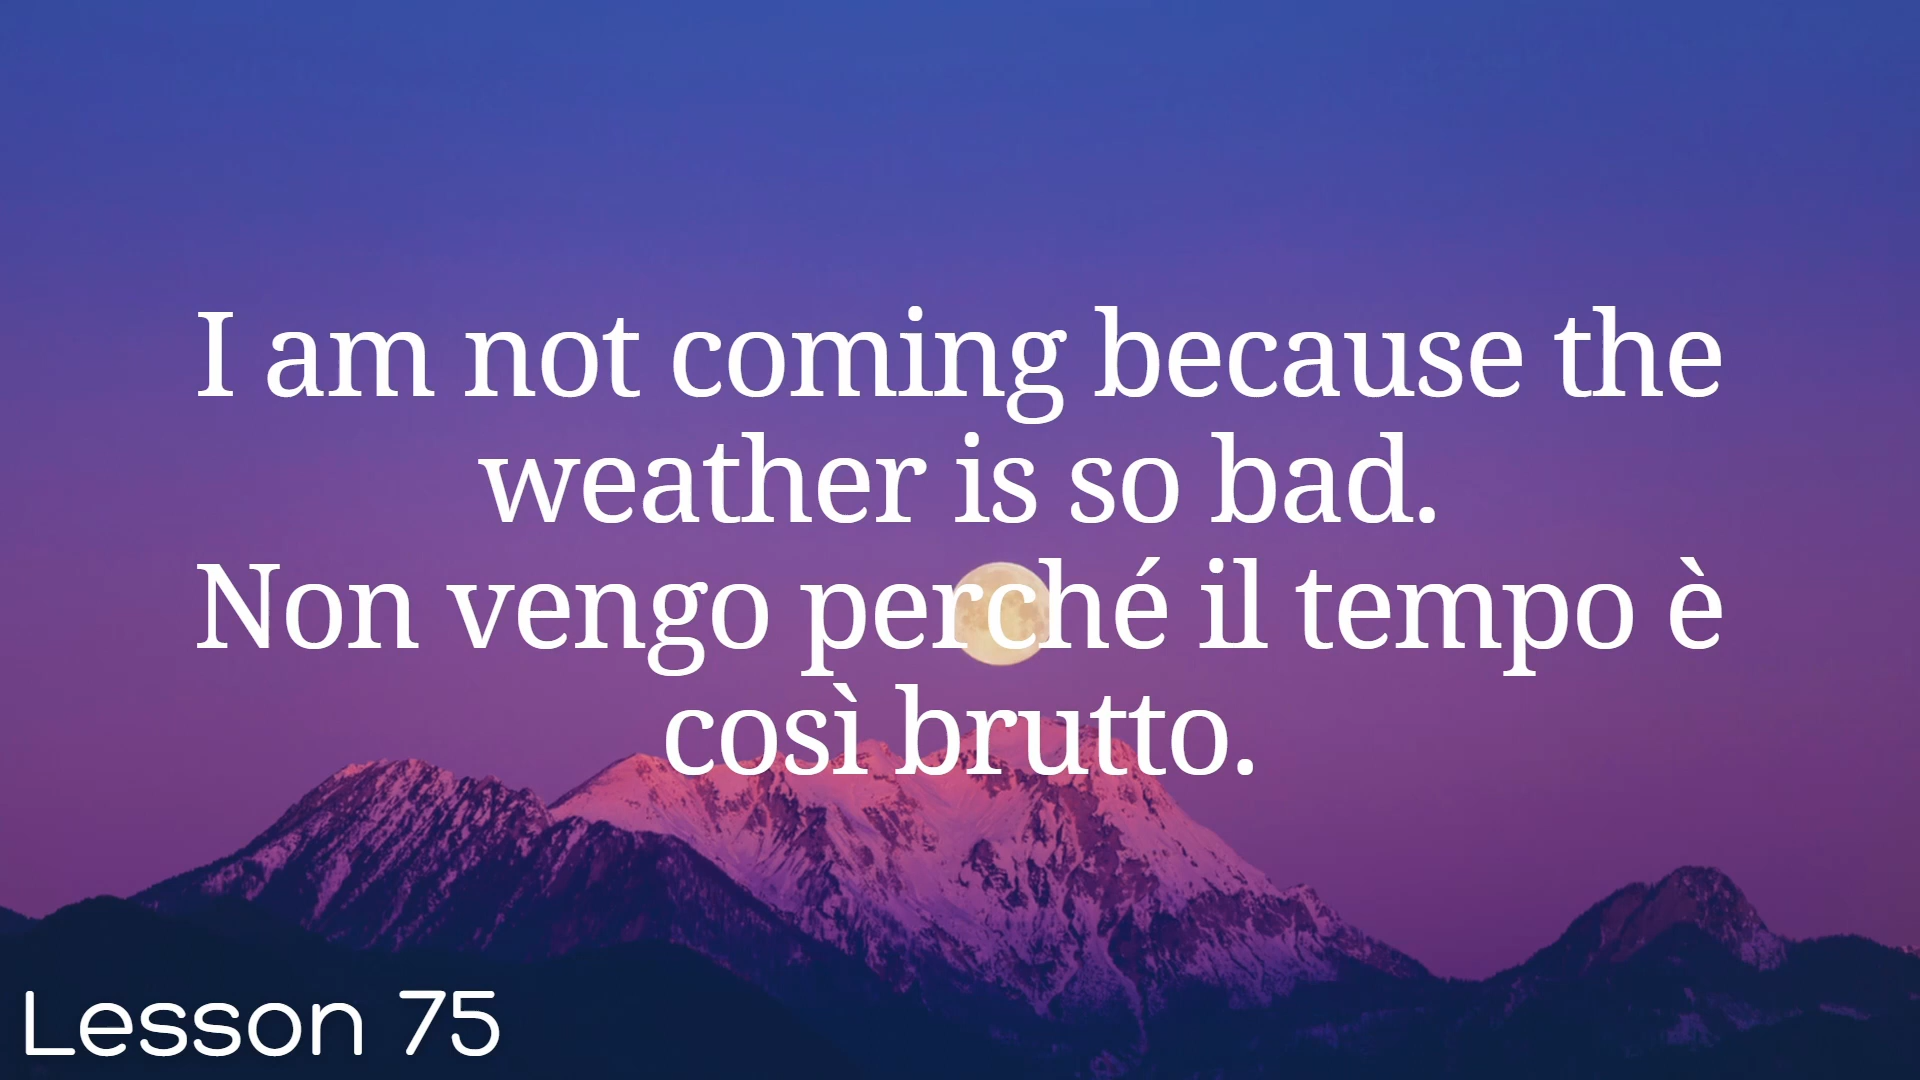 I am not coming because the
weather is so bad.
Non vengo perché il tempo è
così brutto.
Lesson 75